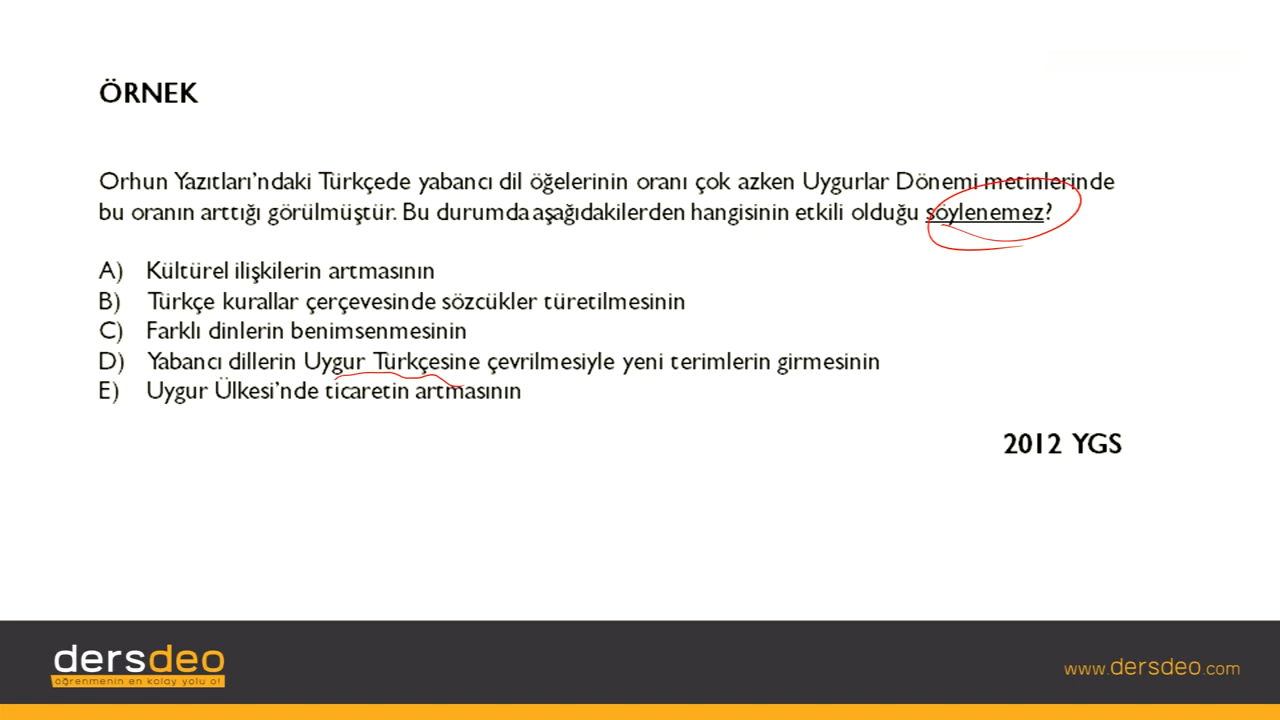 ÖRNEK
Orhun Yazıtları’ndaki Türkçede yabancı dil öğelerinin oranı çok azken Uygurlar Dönemi metinlerinde
bu oranın arttığı görülmüştür. Bu durumda aşağıdakilerden hangisinin etkili olduğu söylenemez?
A) Kültürel ilişkilerin artmasının
B) Türkçe kurallar çerçevesinde sözcükler türetilmesinin
C) Farklı dinlerin benimsenmesinin
D) Yabancı dillerin Uygur Türkçesine çevrilmesiyle yeni terimlerin girmesinin
E) Uygur Ülkesi’nde ticaretin artmasının
2012 YGS
dersdeo
öğrenmenin en kolay yolu o!
www.dersdeo.com